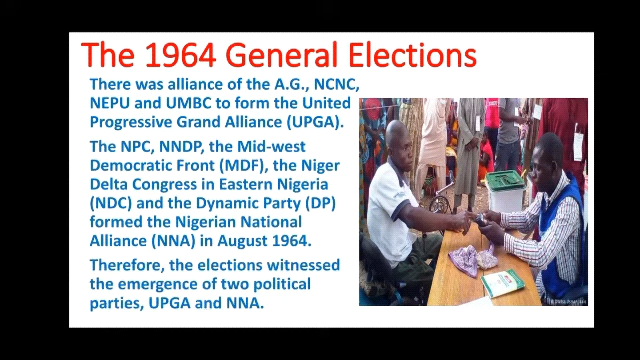 The 1964 General Elections
There was alliance of the A.G., NCNC,
NEPU and UMBC to form the United
Progressive Grand Alliance (UPGA).
The NPC, NNDP, the Mid-west
Democratic Front (MDF), the Niger
Delta Congress in Eastern Nigeria
(NDC) and the Dynamic Party (DP)
formed the Nigerian National
Alliance (NNA) in August 1964.
Therefore, the elections witnessed
the emergence of two political
parties, UPGA and NNA.